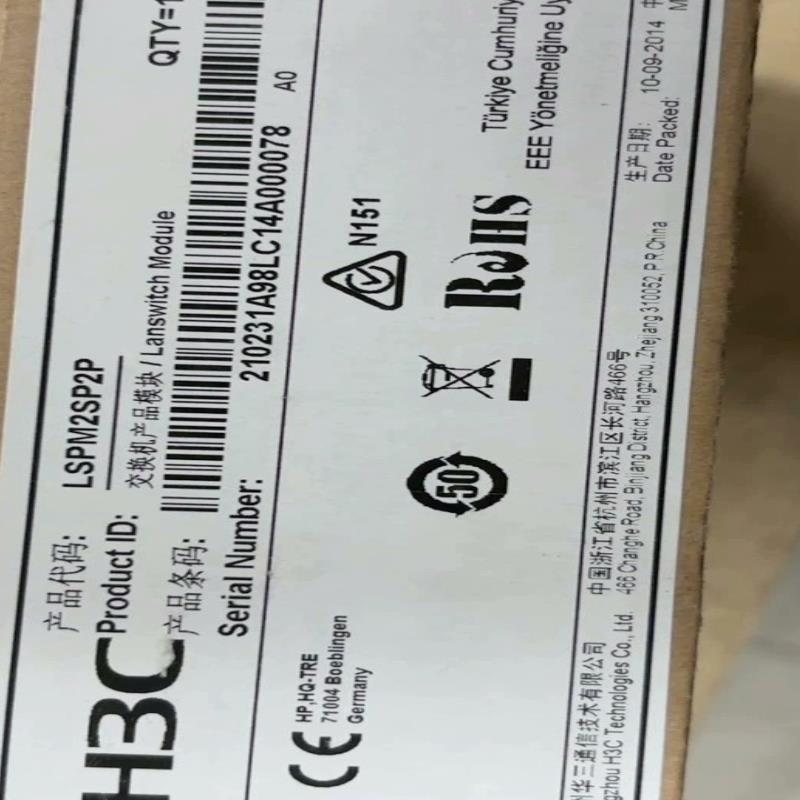 H3C
产品代码:
Product ID:
LSPM2SP2P
交换机产品模块 / Lanswitch Module
QTY=1
产品条码:
Serial Number:
210231A98LC14A000078
A0
CE
HP,HQ-TRE
71004 Boeblingen
Germany
50
N151
RoHS
Türkiye Cumhuriy
EEE Yönetmeliğine Uy
州华三通信技术有限公司
gzhou H3C Technologies Co., Ltd.
中国浙江省杭州市滨江区长河路466号
466 Changhe Road, Binjiang District, Hangzhou, Zhejiang 310052, P.R.China
生产日期:
Date Packed:
10-09-2014
中
M